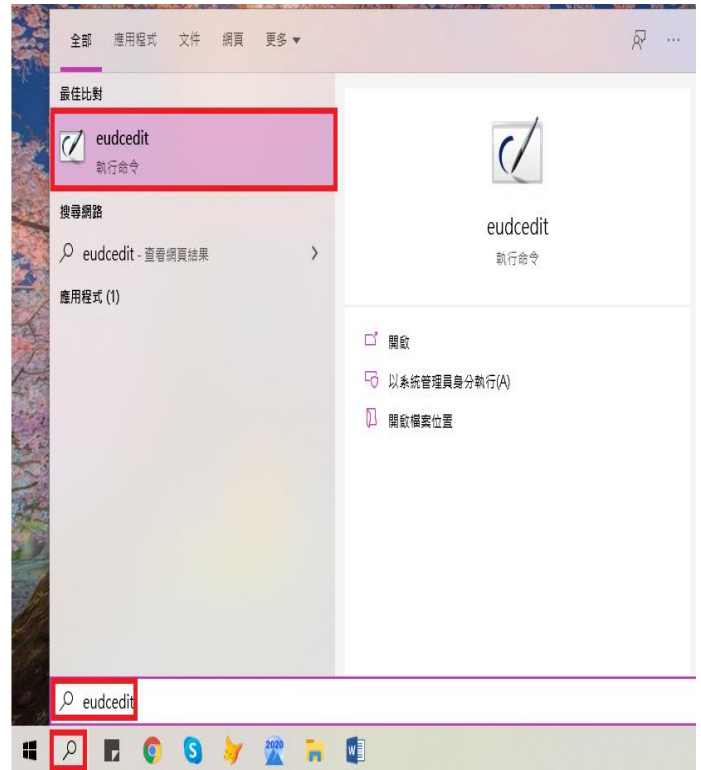 全部 應用程式 文件 網頁 更多 ▼ ...
最佳比對
eudcedit
執行命令
搜尋網路
eudcedit - 查看網頁結果
應用程式 (1)
eudcedit
執行命令
開啟
以系統管理員身分執行(A)
開啟檔案位置
eudcedit
S 2020 W